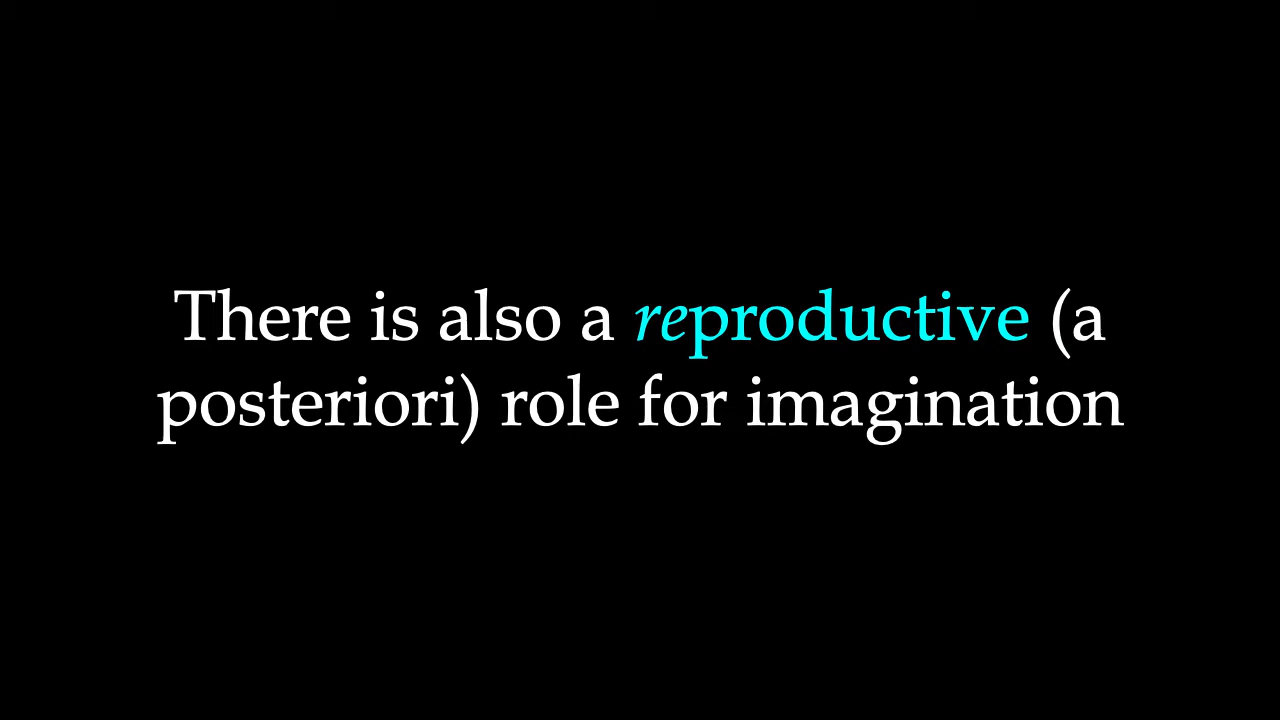 There is also a reproductive (a
posteriori) role for imagination